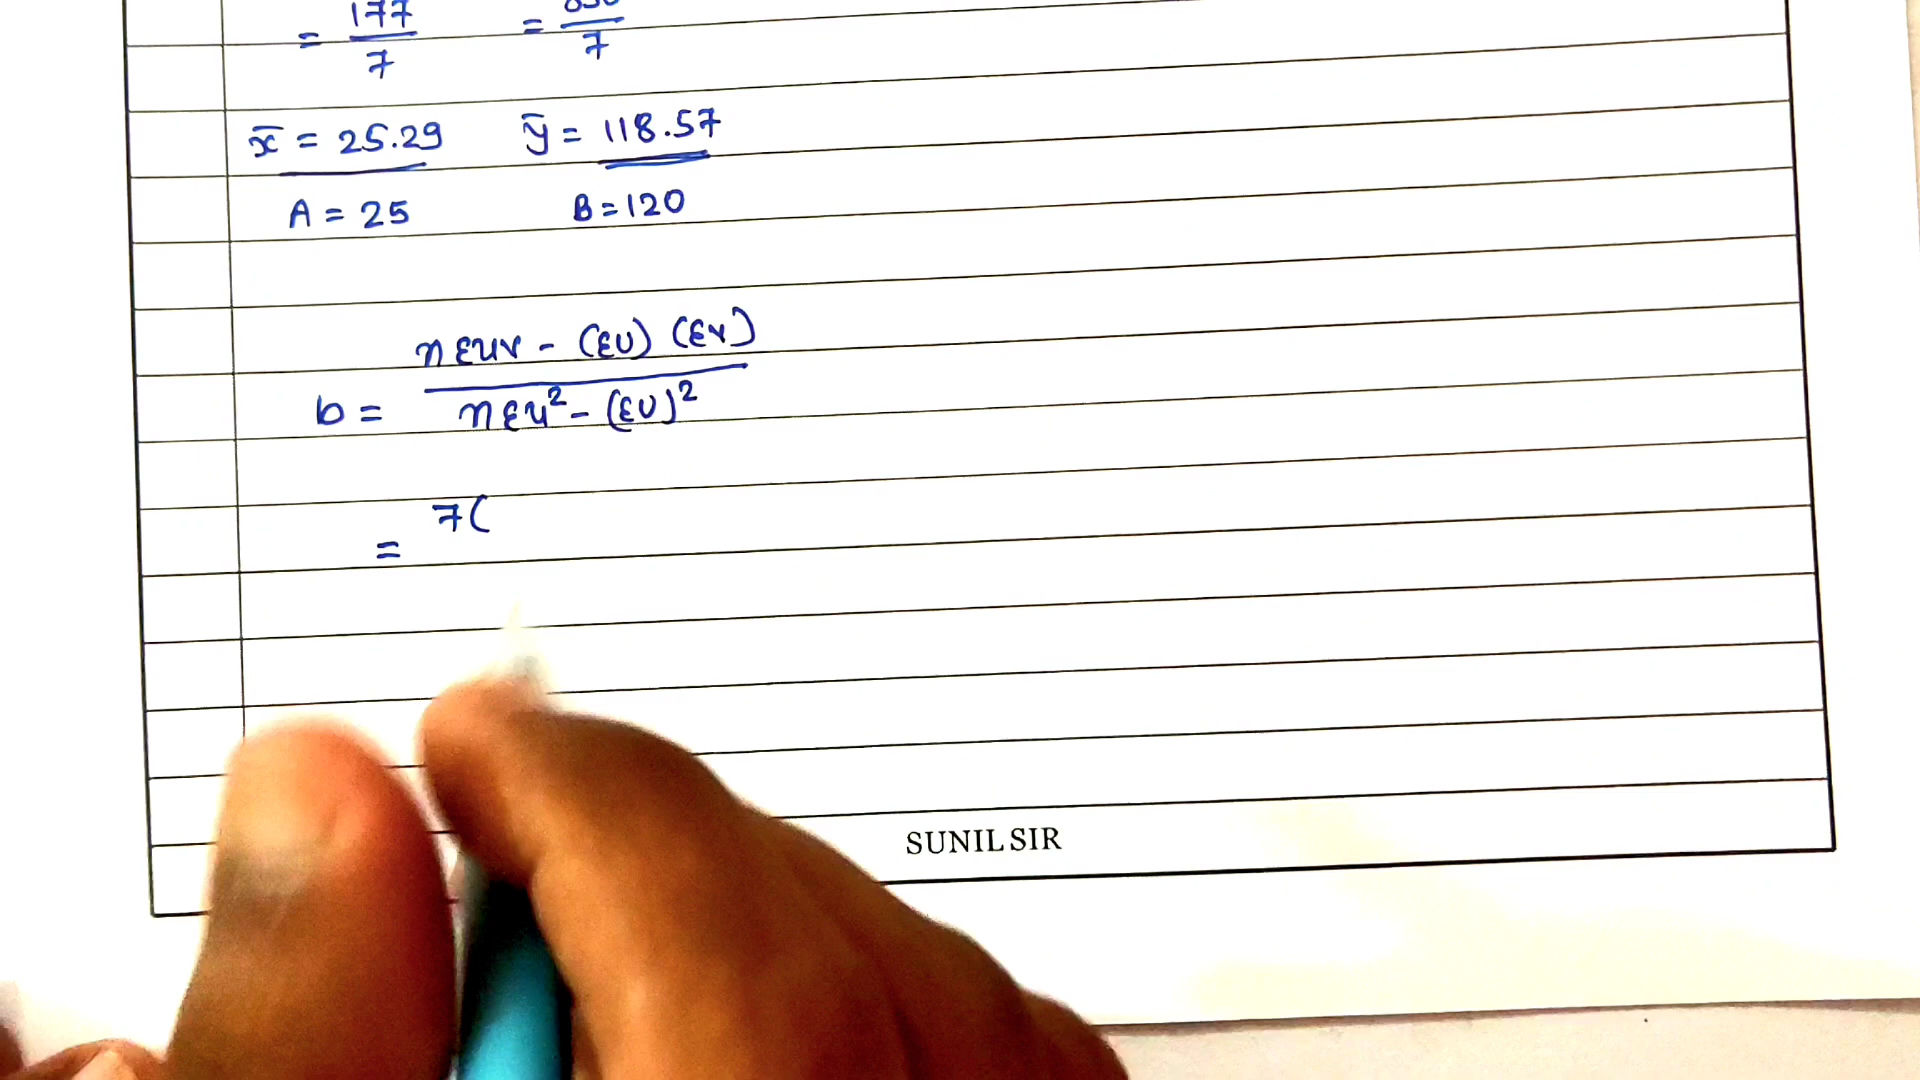 = 177/7 = 830/7
x̄ = 25.29 ȳ = 118.57
A = 25 B = 120
b = nΣuv - (Σu) (Σv) / nΣu² - (Σu)²
= 7(
SUNIL SIR